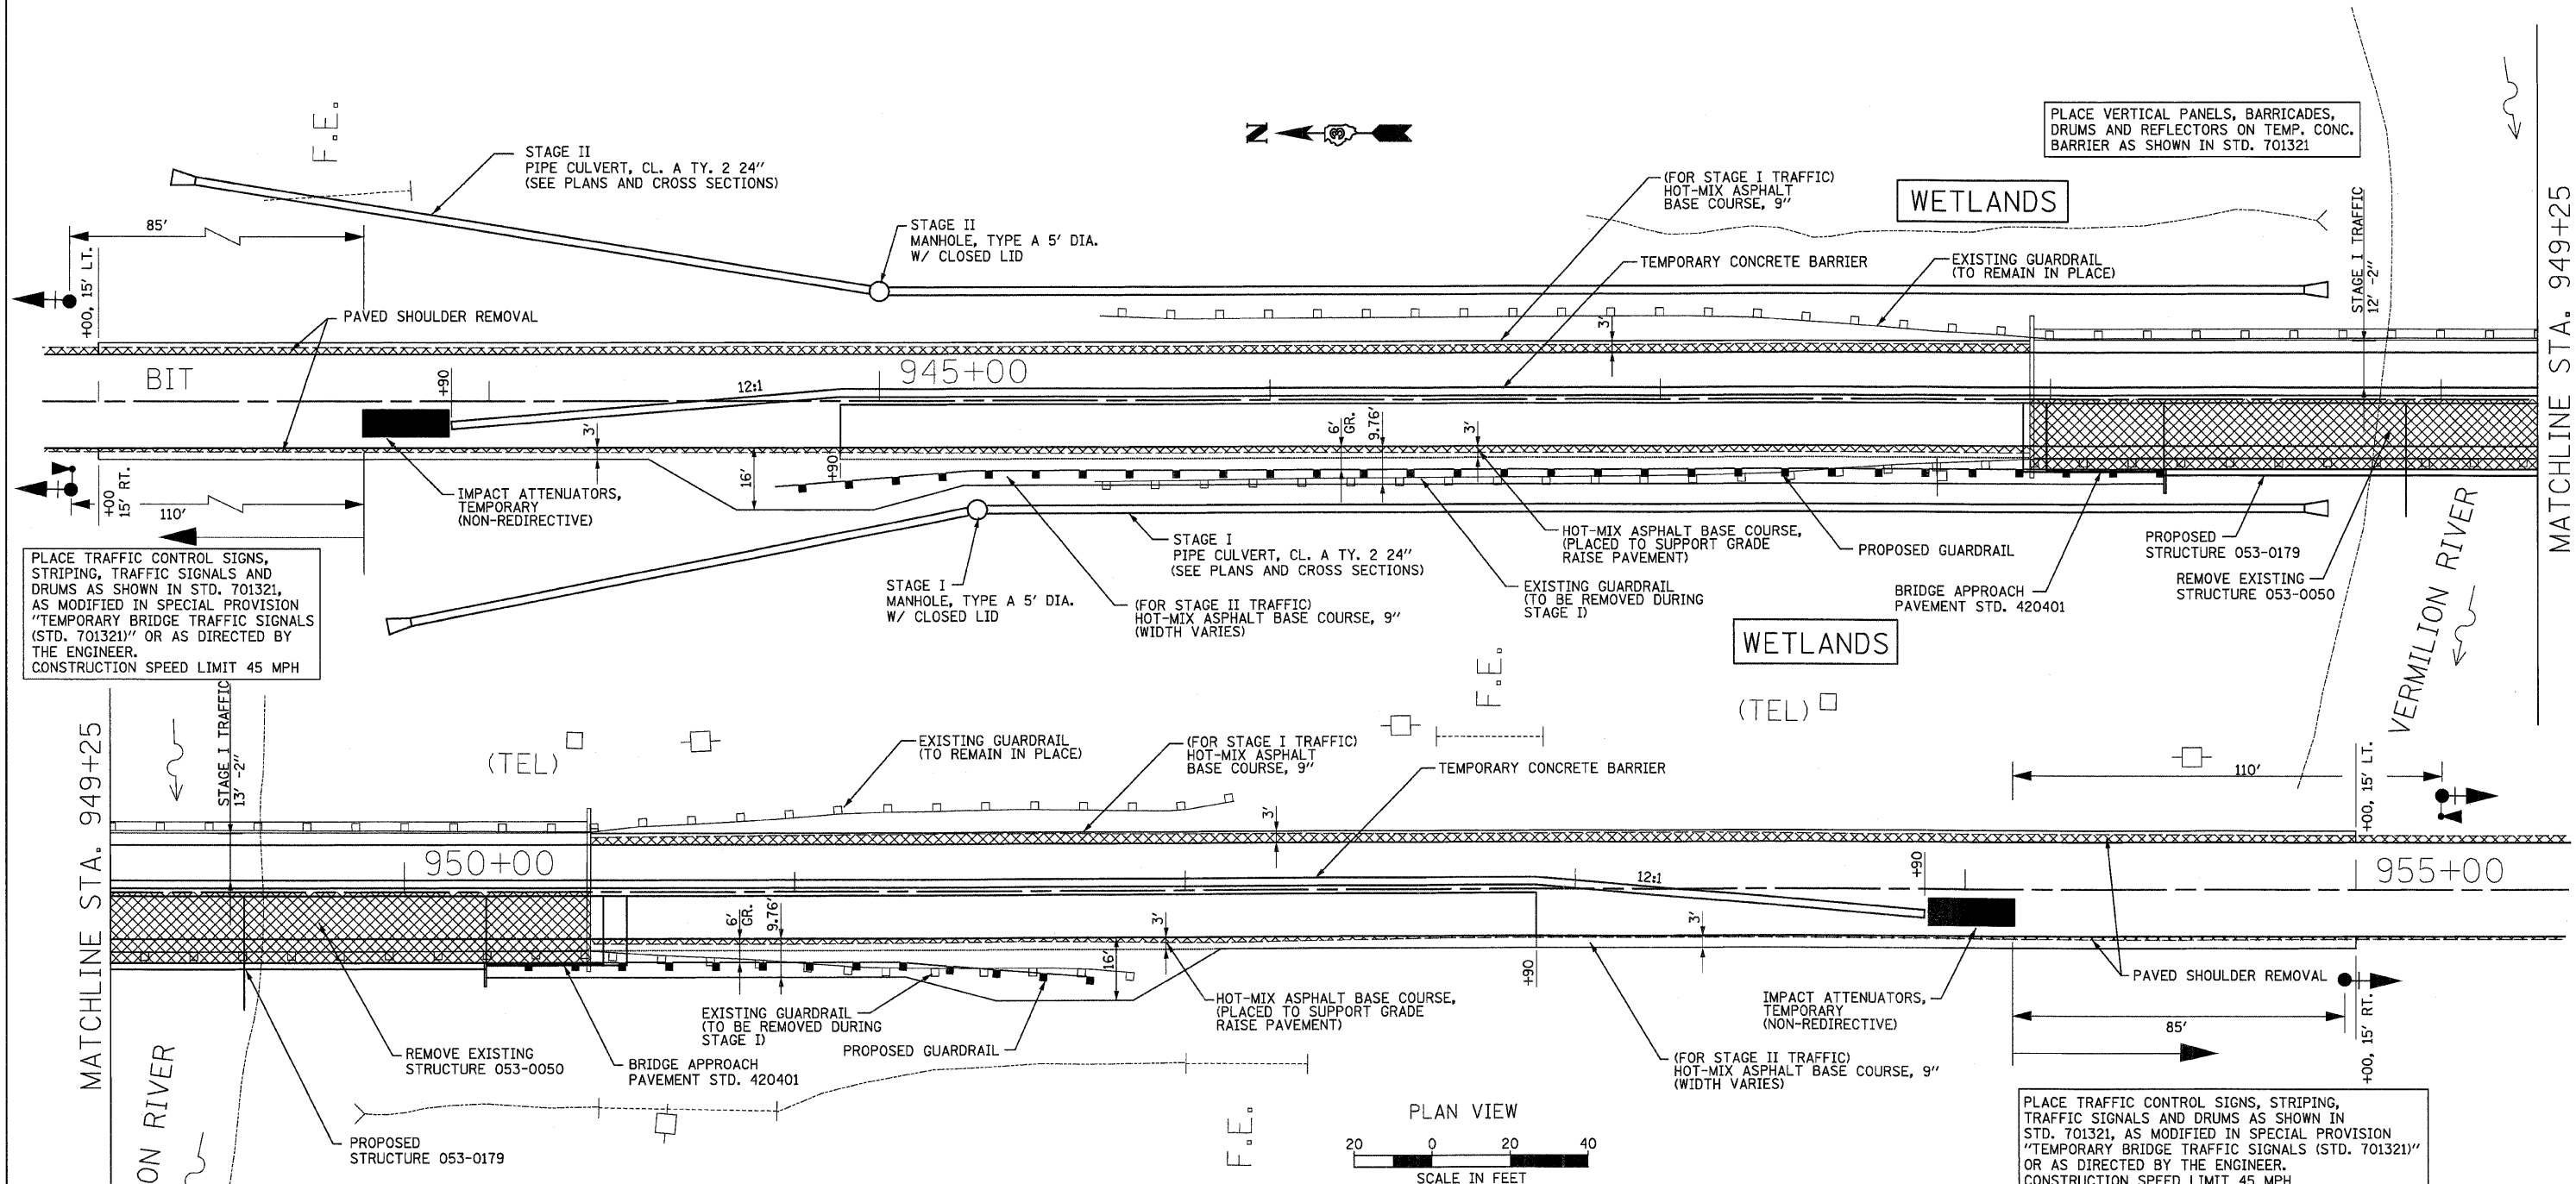 F.E.
STAGE II
PIPE CULVERT, CL. A TY. 2 24"
(SEE PLANS AND CROSS SECTIONS)
N
PLACE VERTICAL PANELS, BARRICADES,
DRUMS AND REFLECTORS ON TEMP. CONC.
BARRIER AS SHOWN IN STD. 701321
(FOR STAGE I TRAFFIC)
HOT-MIX ASPHALT
BASE COURSE, 9"
WETLANDS
STAGE I TRAFFIC
12' -2"
MATCHLINE STA. 949+25
85'
STAGE II
MANHOLE, TYPE A 5' DIA.
W/ CLOSED LID
TEMPORARY CONCRETE BARRIER
EXISTING GUARDRAIL
(TO REMAIN IN PLACE)
+00, 15' LT.
PAVED SHOULDER REMOVAL
3'
BIT
+90
12:1
945+00
3'
16'
+90
6'
GR.
9.76'
3'
+00
15' RT.
110'
IMPACT ATTENUATORS,
TEMPORARY
(NON-REDIRECTIVE)
STAGE I
PIPE CULVERT, CL. A TY. 2 24"
(SEE PLANS AND CROSS SECTIONS)
HOT-MIX ASPHALT BASE COURSE,
(PLACED TO SUPPORT GRADE
RAISE PAVEMENT)
PROPOSED GUARDRAIL
PROPOSED
STRUCTURE 053-0179
REMOVE EXISTING
STRUCTURE 053-0050
PLACE TRAFFIC CONTROL SIGNS,
STRIPING, TRAFFIC SIGNALS AND
DRUMS AS SHOWN IN STD. 701321,
AS MODIFIED IN SPECIAL PROVISION
"TEMPORARY BRIDGE TRAFFIC SIGNALS
(STD. 701321)" OR AS DIRECTED BY
THE ENGINEER.
CONSTRUCTION SPEED LIMIT 45 MPH
STAGE I
MANHOLE, TYPE A 5' DIA.
W/ CLOSED LID
(FOR STAGE II TRAFFIC)
HOT-MIX ASPHALT BASE COURSE, 9"
(WIDTH VARIES)
EXISTING GUARDRAIL
(TO BE REMOVED DURING
STAGE I)
BRIDGE APPROACH
PAVEMENT STD. 420401
WETLANDS
F.E.
VERMILION RIVER
(TEL)
MATCHLINE STA. 949+25
STAGE I TRAFFIC
13' -2"
(TEL)
EXISTING GUARDRAIL
(TO REMAIN IN PLACE)
(FOR STAGE I TRAFFIC)
HOT-MIX ASPHALT
BASE COURSE, 9"
TEMPORARY CONCRETE BARRIER
110'
+00, 15' LT.
3'
950+00
12:1
+90
955+00
6'
GR.
9.76'
16'
3'
3'
+90
PAVED SHOULDER REMOVAL
EXISTING GUARDRAIL
(TO BE REMOVED DURING
STAGE I)
HOT-MIX ASPHALT BASE COURSE,
(PLACED TO SUPPORT GRADE
RAISE PAVEMENT)
IMPACT ATTENUATORS,
TEMPORARY
(NON-REDIRECTIVE)
85'
+00, 15' RT.
REMOVE EXISTING
STRUCTURE 053-0050
BRIDGE APPROACH
PAVEMENT STD. 420401
PROPOSED GUARDRAIL
(FOR STAGE II TRAFFIC)
HOT-MIX ASPHALT BASE COURSE, 9"
(WIDTH VARIES)
ON RIVER
PROPOSED
STRUCTURE 053-0179
F.E.
PLAN VIEW
20 0 20 40
SCALE IN FEET
PLACE TRAFFIC CONTROL SIGNS, STRIPING,
TRAFFIC SIGNALS AND DRUMS AS SHOWN IN
STD. 701321, AS MODIFIED IN SPECIAL PROVISION
"TEMPORARY BRIDGE TRAFFIC SIGNALS (STD. 701321)"
OR AS DIRECTED BY THE ENGINEER.
CONSTRUCTION SPEED LIMIT 45 MPH